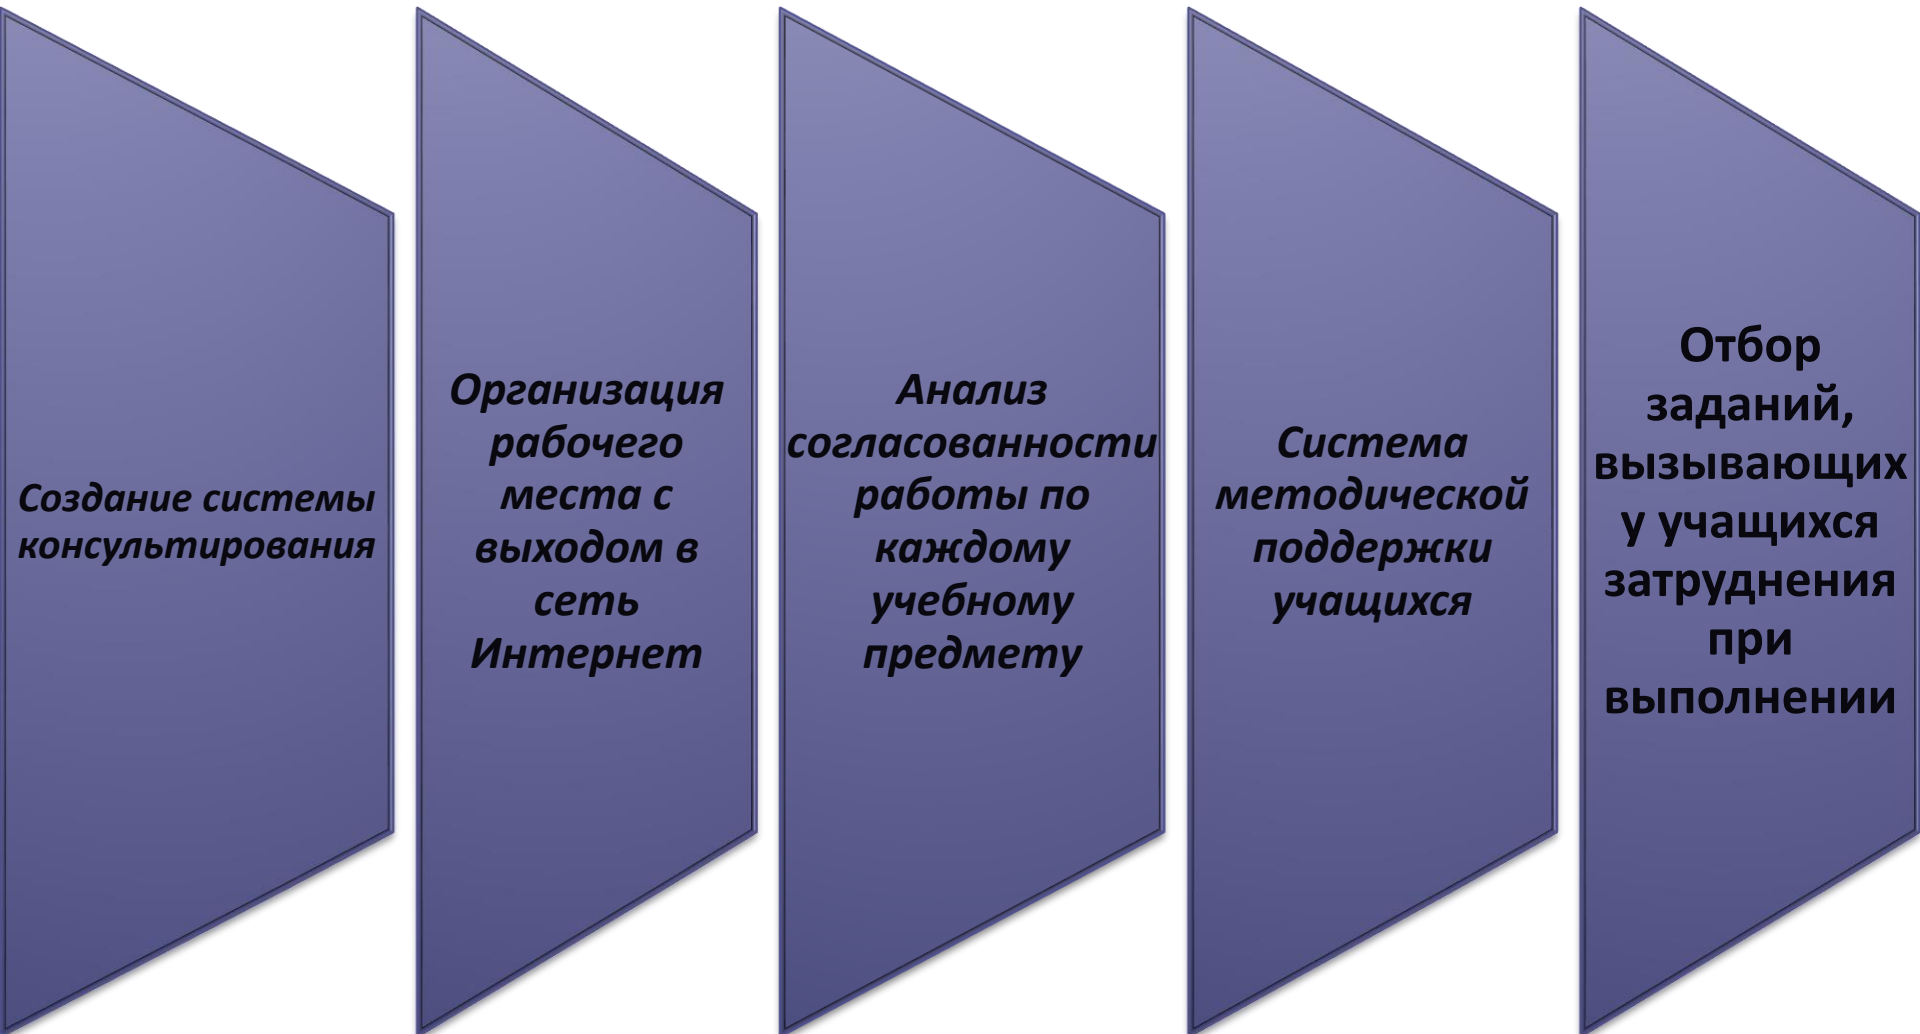 Создание системы
консультирования
Организация
рабочего
места с
выходом в
сеть
Интернет
Анализ
согласованности
работы по
каждому
учебному
предмету
Система
методической
поддержки
учащихся
Отбор
заданий,
вызывающих
у учащихся
затруднения
при
выполнении